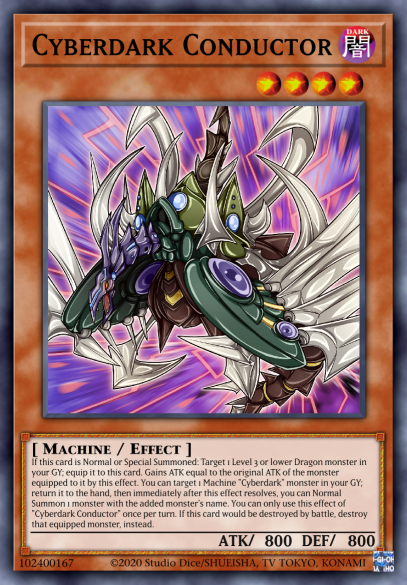 CYBERDARK CONDUCTOR
DARK
闇
[ MACHINE / EFFECT ]
If this card is Normal or Special Summoned: Target 1 Level 3 or lower Dragon monster in
your GY; equip it to this card. Gains ATK equal to the original ATK of the monster
equipped to it by this effect. You can target 1 Machine "Cyberdark" monster in your GY;
return it to the hand, then immediately after this effect resolves, you can Normal
Summon 1 monster with the added monster's name. You can only use this effect of
"Cyberdark Conductor" once per turn. If this card would be destroyed by battle, destroy
that equipped monster, instead.
ATK/ 800 DEF/ 800
102400167
©2020 Studio Dice/SHUEISHA, TV TOKYO, KONAMI